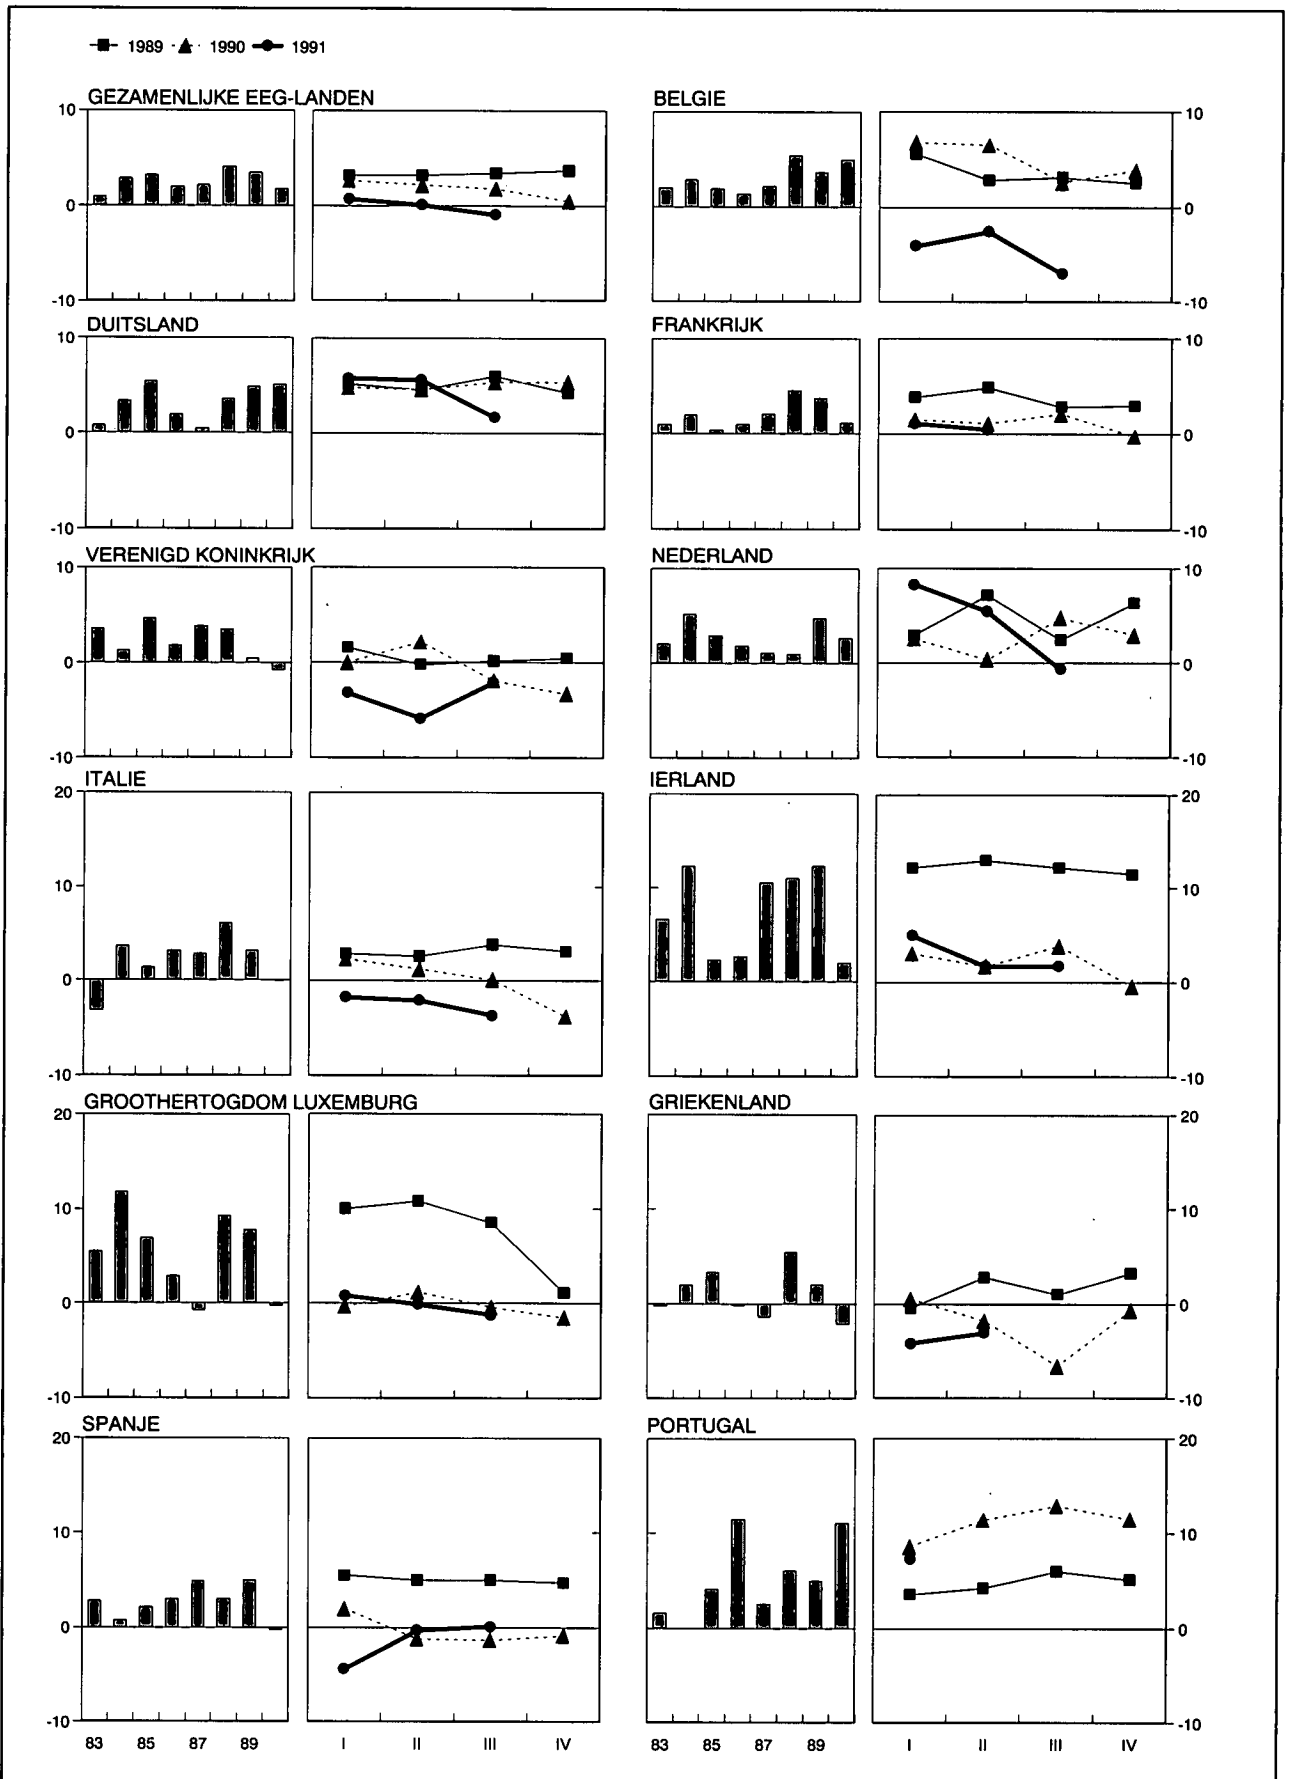 1989 1990 1991
GEZAMENLIJKE EEG-LANDEN
10
0
-10
BELGIE
10
0
-10
DUITSLAND
10
0
-10
FRANKRIJK
10
0
-10
VERENIGD KONINKRIJK
10
0
-10
NEDERLAND
10
0
-10
ITALIE
20
10
0
-10
IERLAND
20
10
0
-10
GROOTHERTOGDOM LUXEMBURG
20
10
0
-10
GRIEKENLAND
20
10
0
-10
SPANJE
20
10
0
-10
83 85 87 89 I II III IV
PORTUGAL
20
10
0
-10
83 85 87 89 I II III IV